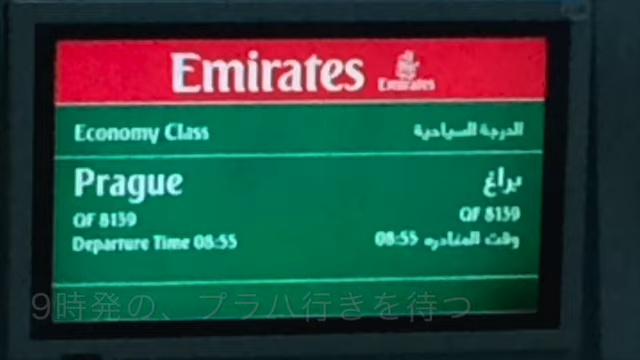 Emirates
Emirates
Economy Class الدرجة السياحية
Prague براغ
QF 8139 QF 8139
Departure Time 08:55 وقت المغادره 08:55
9時発の、プラハ行きを待つ